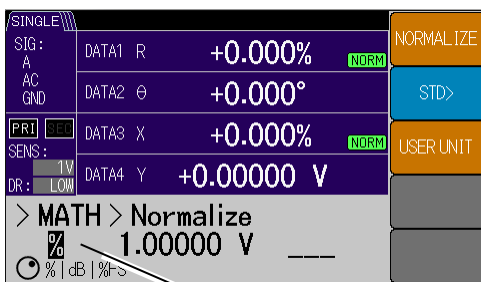 SINGLE
SIG:
A
AC
GND
PRI SEC
SENS:
1V
DR: LOW
DATA1 R +0.000% NORM
DATA2 θ +0.000°
DATA3 X +0.000% NORM
DATA4 Y +0.00000 V
NORMALIZE
STD>
USER UNIT
> MATH > Normalize
% 1.00000 V ___
% | dB | %FS